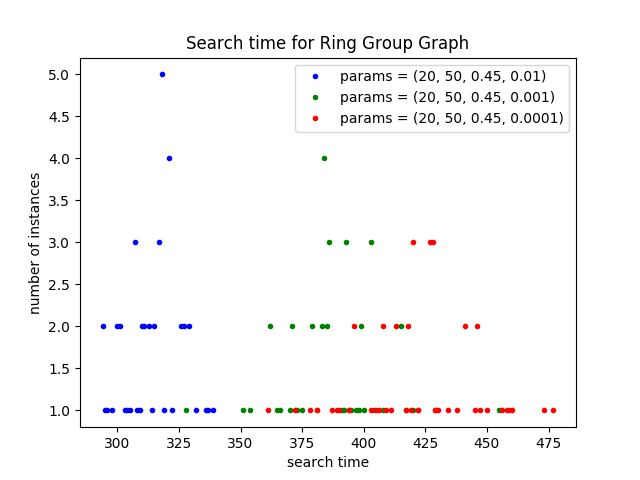 Search time for Ring Group Graph
params = (20, 50, 0.45, 0.01)
params = (20, 50, 0.45, 0.001)
params = (20, 50, 0.45, 0.0001)
number of instances
5.0
4.5
4.0
3.5
3.0
2.5
2.0
1.5
1.0
300 325 350 375 400 425 450 475
search time